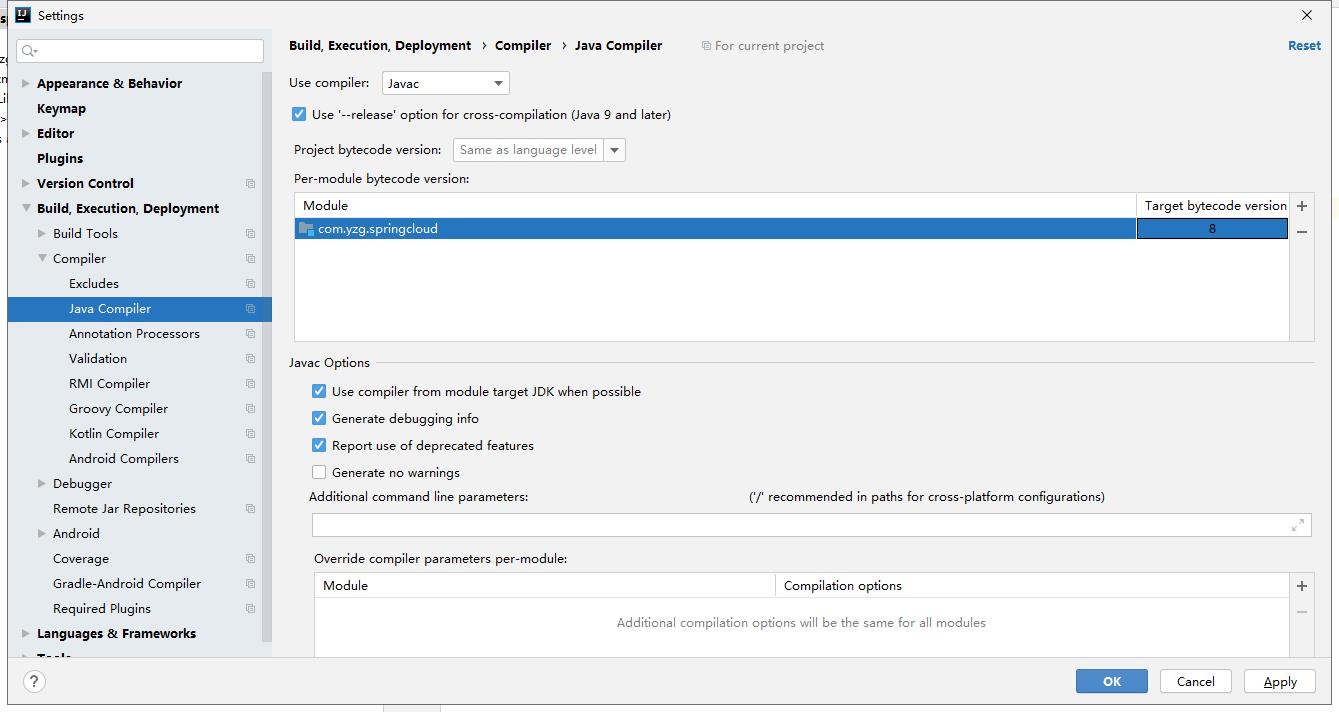 Settings
Build, Execution, Deployment › Compiler › Java Compiler For current project Reset
Appearance & Behavior
Keymap
Editor
Plugins
Version Control
Build, Execution, Deployment
Build Tools
Compiler
Excludes
Java Compiler
Annotation Processors
Validation
RMI Compiler
Groovy Compiler
Kotlin Compiler
Android Compilers
Debugger
Remote Jar Repositories
Android
Coverage
Gradle-Android Compiler
Required Plugins
Languages & Frameworks
Use compiler: Javac
Use '--release' option for cross-compilation (Java 9 and later)
Project bytecode version: Same as language level
Per-module bytecode version:
Module Target bytecode version
com.yzg.springcloud 8
Javac Options
Use compiler from module target JDK when possible
Generate debugging info
Report use of deprecated features
Generate no warnings
Additional command line parameters: ('/' recommended in paths for cross-platform configurations)
Override compiler parameters per-module:
Module Compilation options
Additional compilation options will be the same for all modules
? OK Cancel Apply